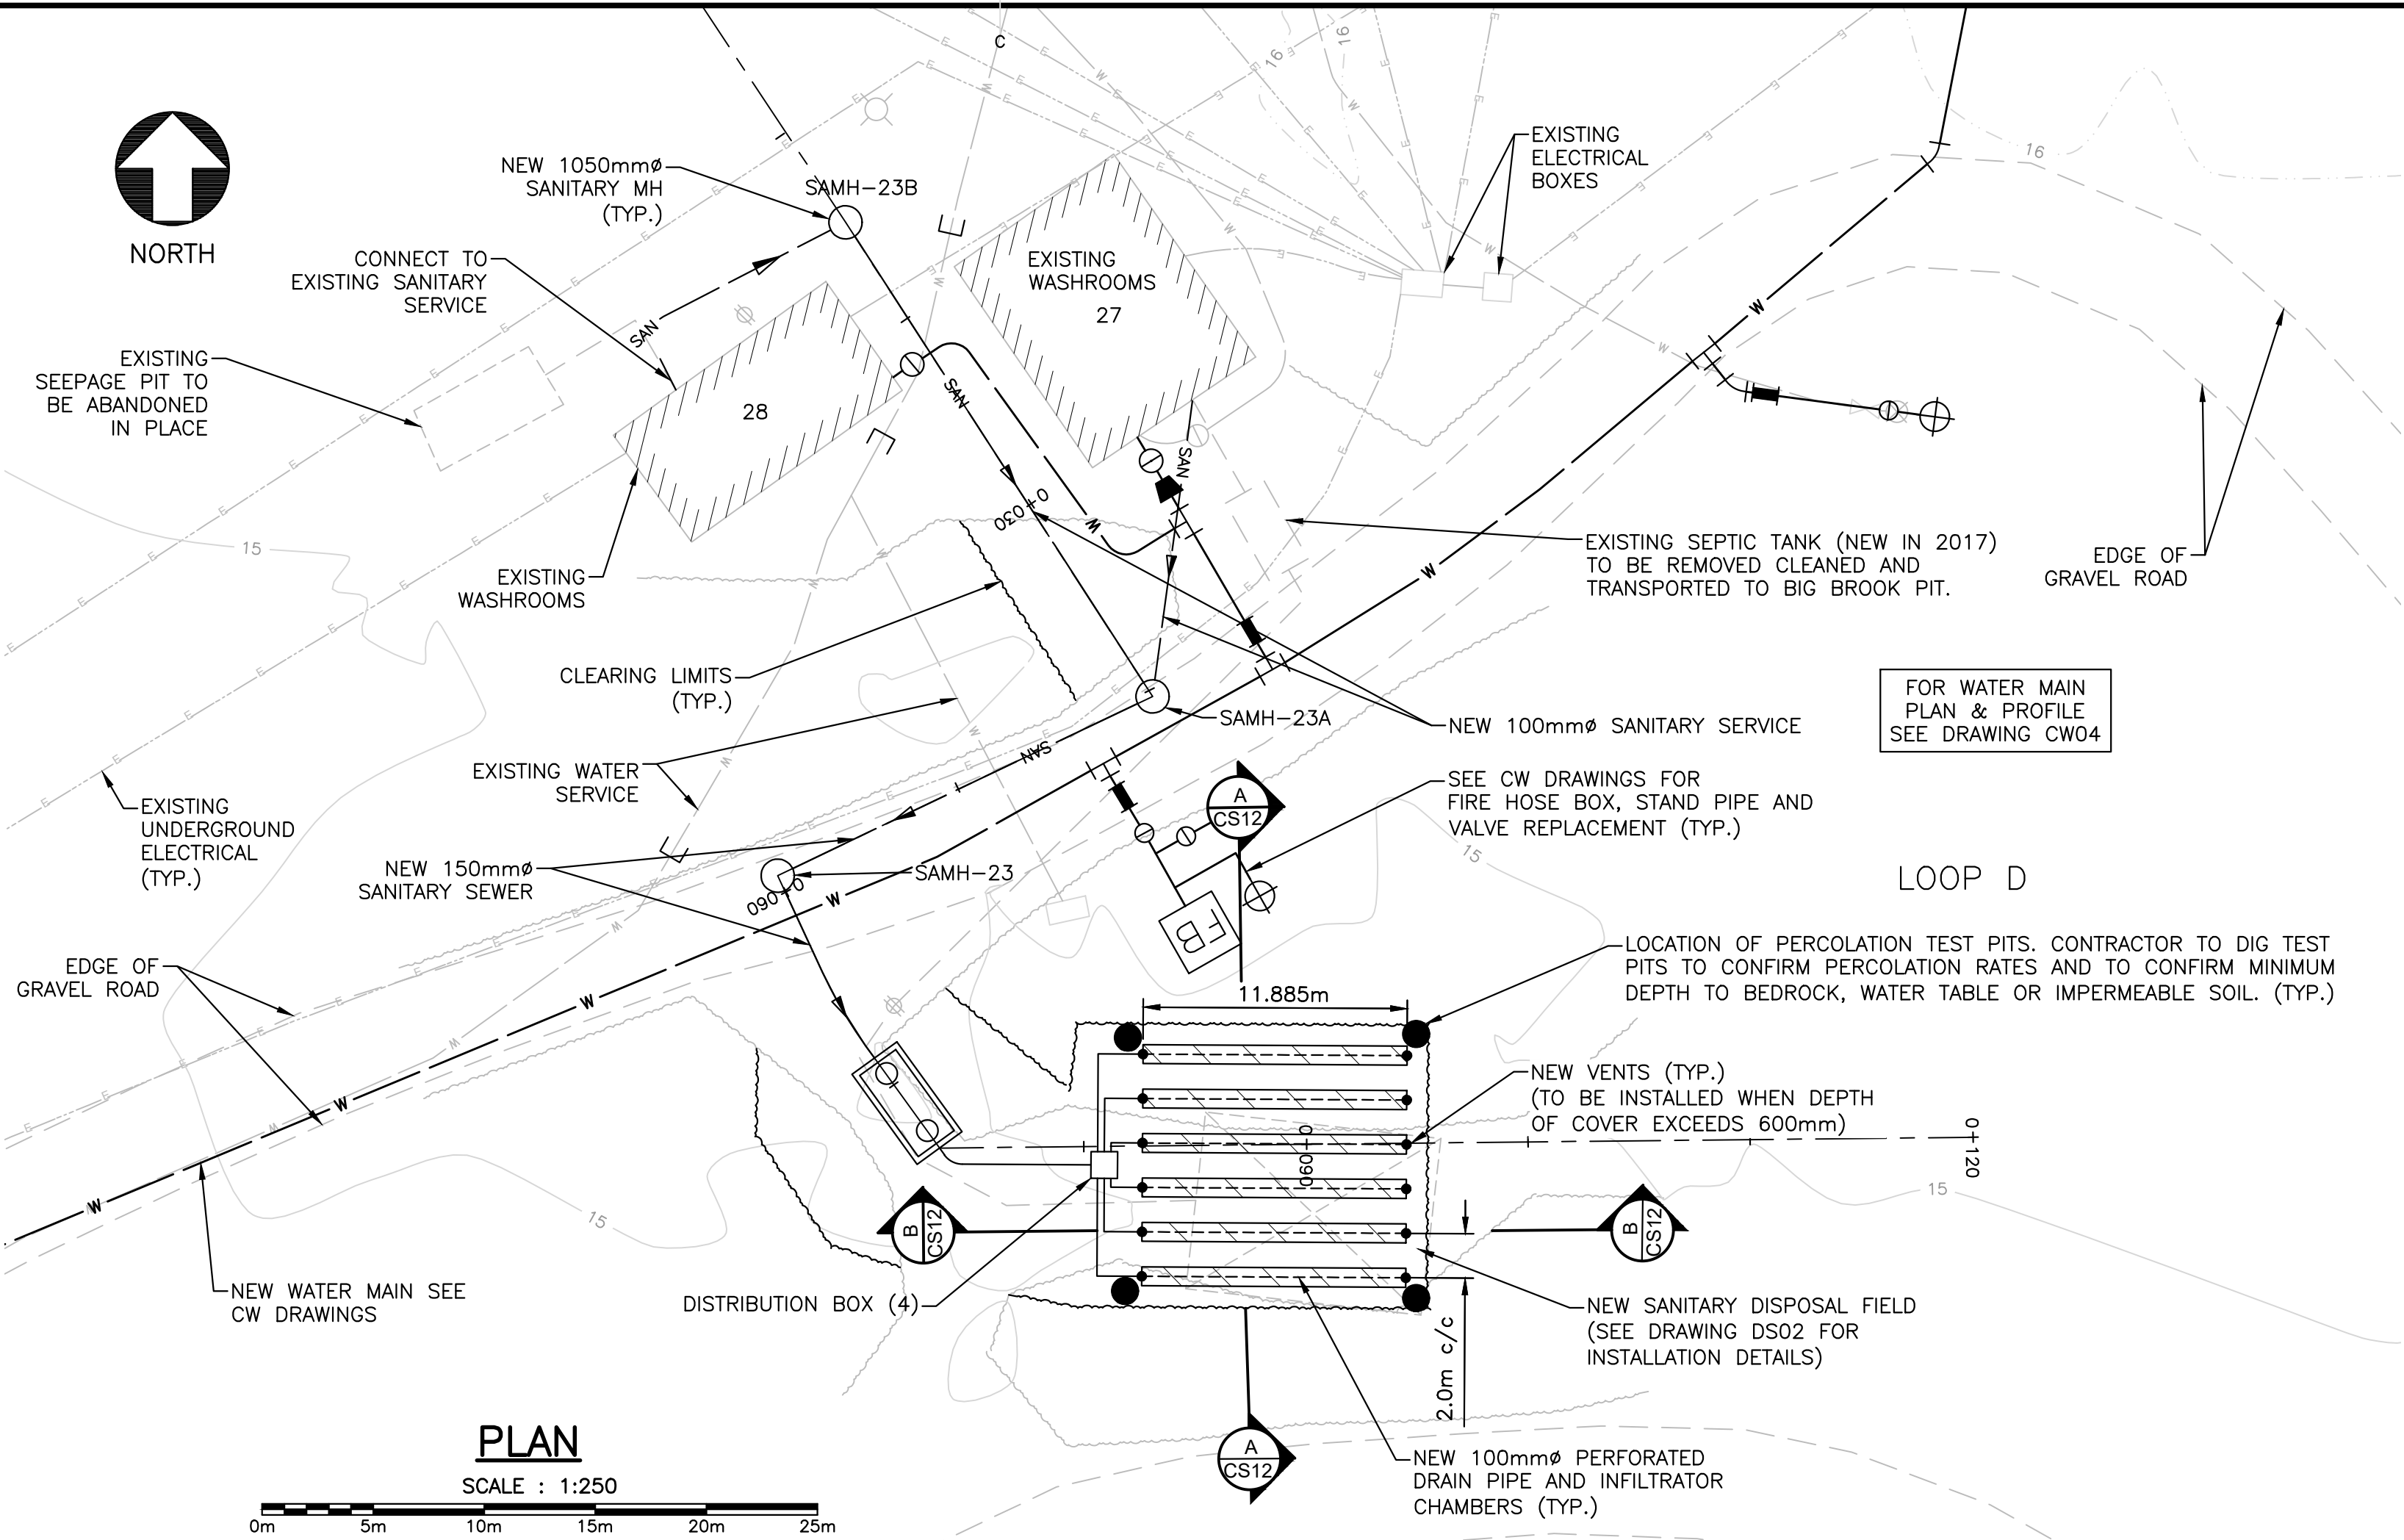 C
16
16
NORTH
NEW 1050mmø
SANITARY MH
(TYP.)
SAMH-23B
EXISTING
ELECTRICAL
BOXES
16
CONNECT TO
EXISTING SANITARY
SERVICE
EXISTING
WASHROOMS
27
SAN
EXISTING
SEEPAGE PIT TO
BE ABANDONED
IN PLACE
28
SAN
W
SAN
0+030
W
15
EXISTING
WASHROOMS
EXISTING SEPTIC TANK (NEW IN 2017)
TO BE REMOVED CLEANED AND
TRANSPORTED TO BIG BROOK PIT.
EDGE OF
GRAVEL ROAD
W
CLEARING LIMITS
(TYP.)
SAMH-23A
NEW 100mmø SANITARY SERVICE
FOR WATER MAIN
PLAN & PROFILE
SEE DRAWING CW04
SAN
EXISTING WATER
SERVICE
SEE CW DRAWINGS FOR
FIRE HOSE BOX, STAND PIPE AND
VALVE REPLACEMENT (TYP.)
A
CS12
EXISTING
UNDERGROUND
ELECTRICAL
(TYP.)
15
NEW 150mmø
SANITARY SEWER
SAMH-23
0+060
W
LOOP D
FB
EDGE OF
GRAVEL ROAD
W
LOCATION OF PERCOLATION TEST PITS. CONTRACTOR TO DIG TEST
PITS TO CONFIRM PERCOLATION RATES AND TO CONFIRM MINIMUM
DEPTH TO BEDROCK, WATER TABLE OR IMPERMEABLE SOIL. (TYP.)
11.885m
W
NEW VENTS (TYP.)
(TO BE INSTALLED WHEN DEPTH
OF COVER EXCEEDS 600mm)
0+090
0+120
15
W
15
B
CS12
B
CS12
NEW WATER MAIN SEE
CW DRAWINGS
DISTRIBUTION BOX (4)
NEW SANITARY DISPOSAL FIELD
(SEE DRAWING DS02 FOR
INSTALLATION DETAILS)
2.0m c/c
A
CS12
NEW 100mmø PERFORATED
DRAIN PIPE AND INFILTRATOR
CHAMBERS (TYP.)
PLAN
SCALE : 1:250
0m 5m 10m 15m 20m 25m